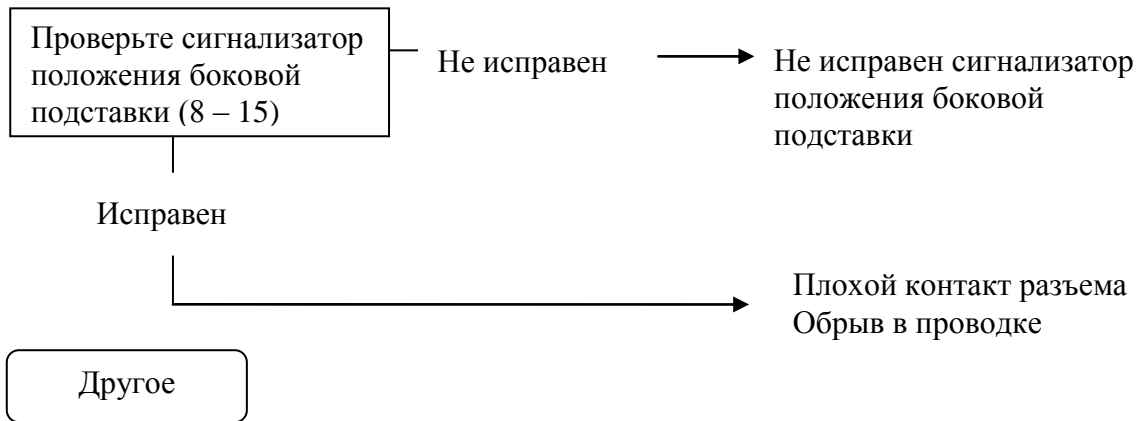 Проверьте сигнализатор
положения боковой
подставки (8 – 15)
Не исправен
Не исправен сигнализатор
положения боковой
подставки
Исправен
Плохой контакт разъема
Обрыв в проводке
Другое